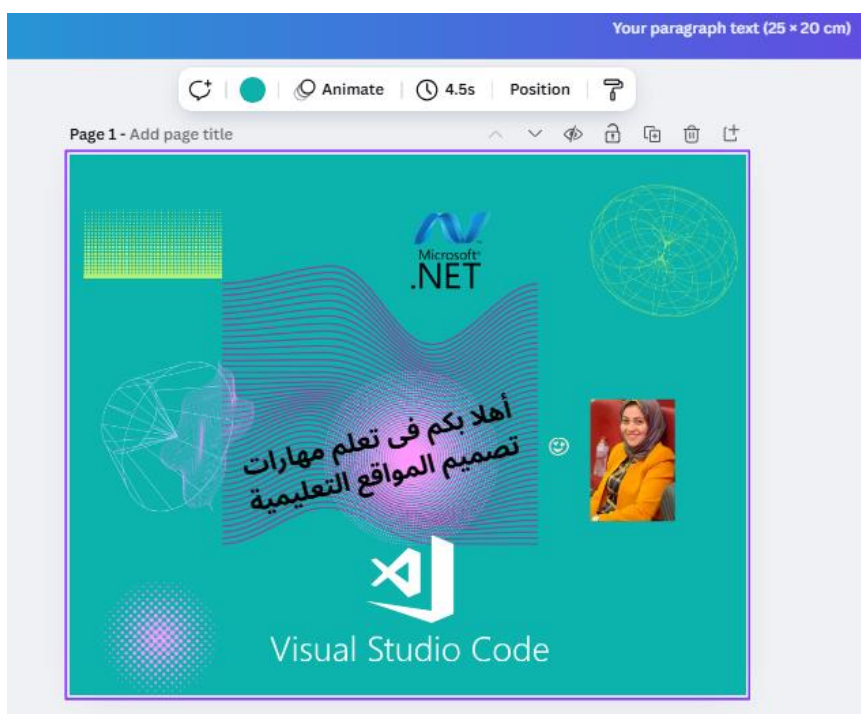 Your paragraph text (25 × 20 cm)
Animate
4.5s
Position
Page 1 - Add page title
Microsoft®
.NET
أهلا بكم فى تعلم مهارات
تصميم المواقع التعليمية
Visual Studio Code